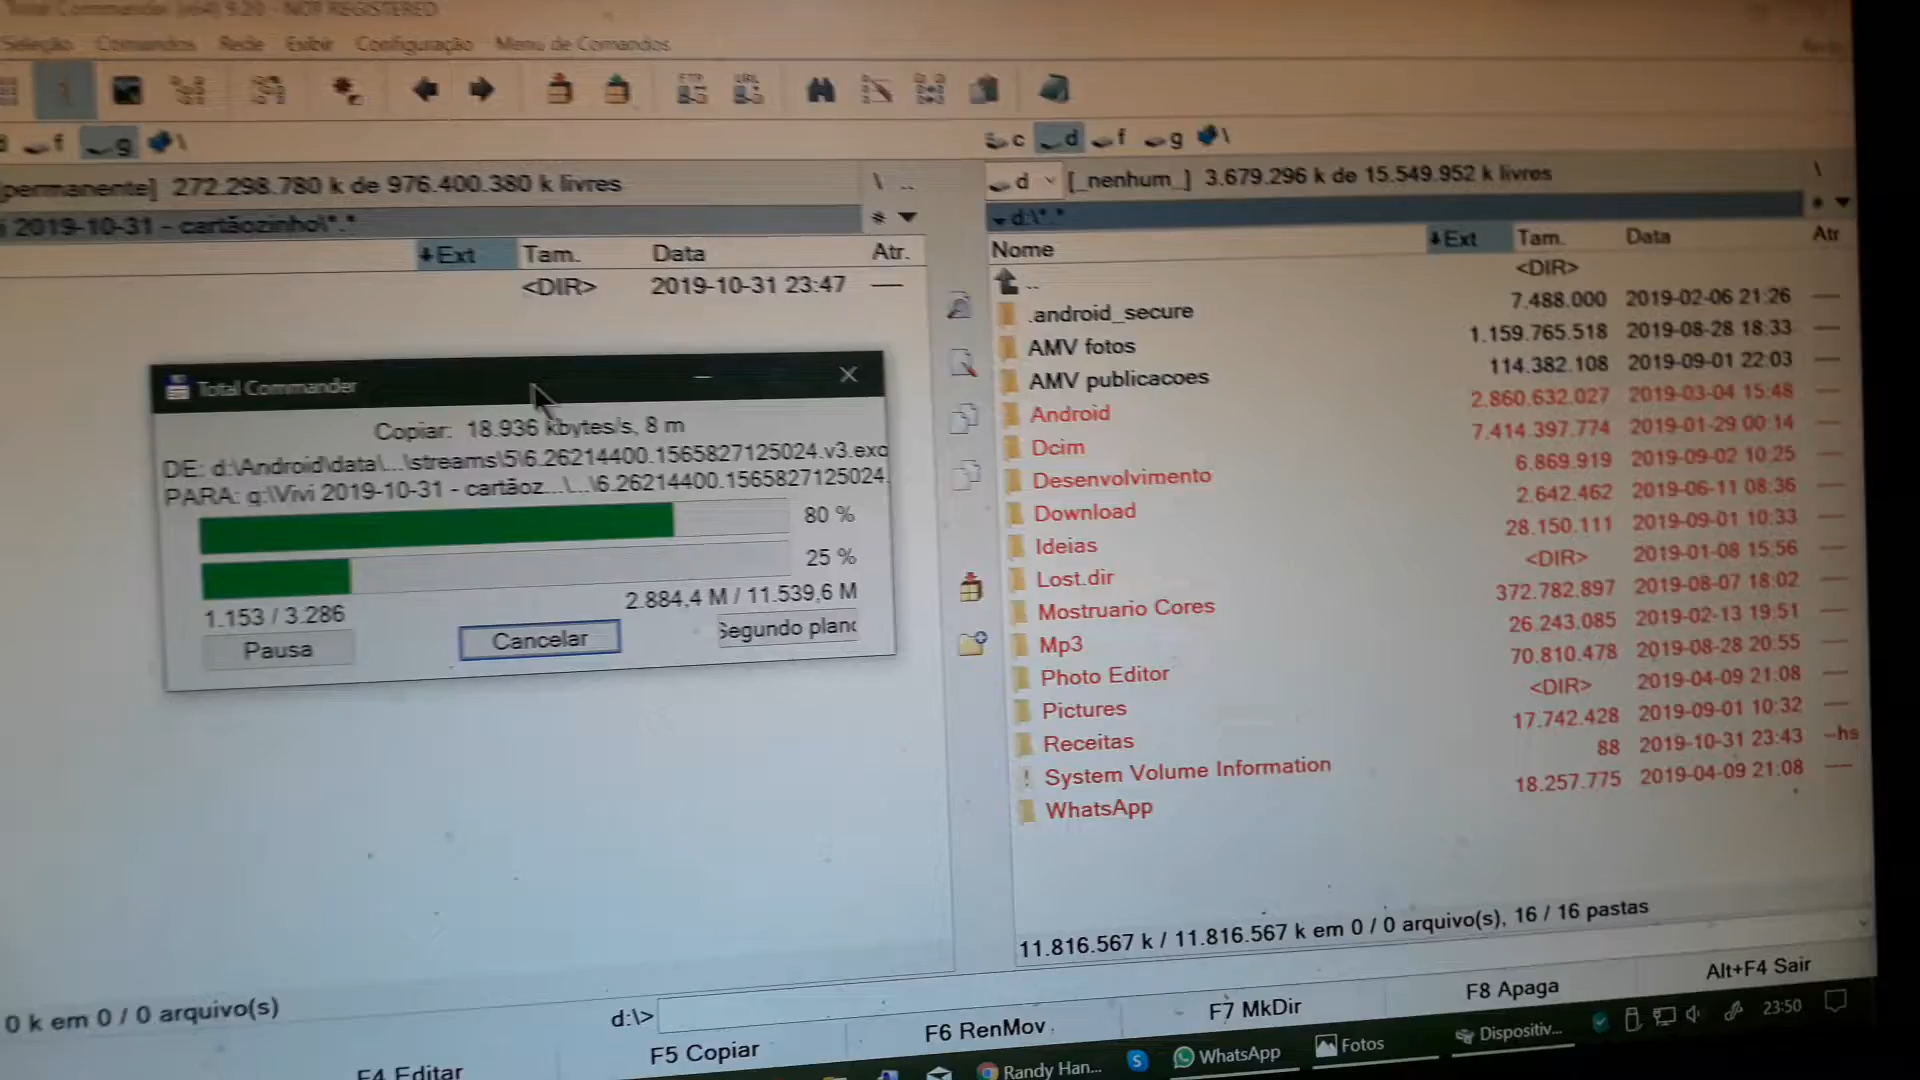 Total Commander (x64) 9.20 - NOT REGISTERED
Seleção Comandos Rede Exibir Configuração Menu de Comandos
FTP URL
f g \
c d f g \
permanente] 272.298.780 k de 976.400.380 k livres \ ..
d [_nenhum_] 3.679.296 k de 15.549.952 k livres \
2019-10-31 - cartãozinho\*.* * ▼
d:\*.* * ▼
Ext Tam. Data Atr.
<DIR> 2019-10-31 23:47 ----
Nome Ext Tam. Data Atr
.. <DIR>
.android_secure 7.488.000 2019-02-06 21:26 ----
AMV fotos 1.159.765.518 2019-08-28 18:33 ----
AMV publicacoes 114.382.108 2019-09-01 22:03 ----
Android 2.860.632.027 2019-03-04 15:48 ----
Dcim 7.414.397.774 2019-01-29 00:14 ----
Desenvolvimento 6.869.919 2019-09-02 10:25 ----
Download 2.642.462 2019-06-11 08:36 ----
Ideias 28.150.111 2019-09-01 10:33 ----
Lost.dir <DIR> 2019-01-08 15:56 ----
Mostruario Cores 372.782.897 2019-08-07 18:02 ----
Mp3 26.243.085 2019-02-13 19:51 ----
Photo Editor 70.810.478 2019-08-28 20:55 ----
Pictures <DIR> 2019-04-09 21:08 ----
Receitas 17.742.428 2019-09-01 10:32 ----
System Volume Information 88 2019-10-31 23:43 --hs
WhatsApp 18.257.775 2019-04-09 21:08 ----
Total Commander
Copiar: 18.936 kbytes/s, 8 m
DE: d:\Android\data\...\streams\5\6.26214400.1565827125024.v3.exo
PARA: g:\Vivi 2019-10-31 - cartãoz...\...\6.26214400.1565827125024.
80 %
25 %
1.153 / 3.286 2.884,4 M / 11.539,6 M
Pausa Cancelar Segundo plano
0 k em 0 / 0 arquivo(s)
11.816.567 k / 11.816.567 k em 0 / 0 arquivo(s), 16 / 16 pastas
d:\>
F4 Editar F5 Copiar F6 RenMov F7 MkDir F8 Apaga Alt+F4 Sair
Randy Han... WhatsApp Fotos Dispositiv... 23:50